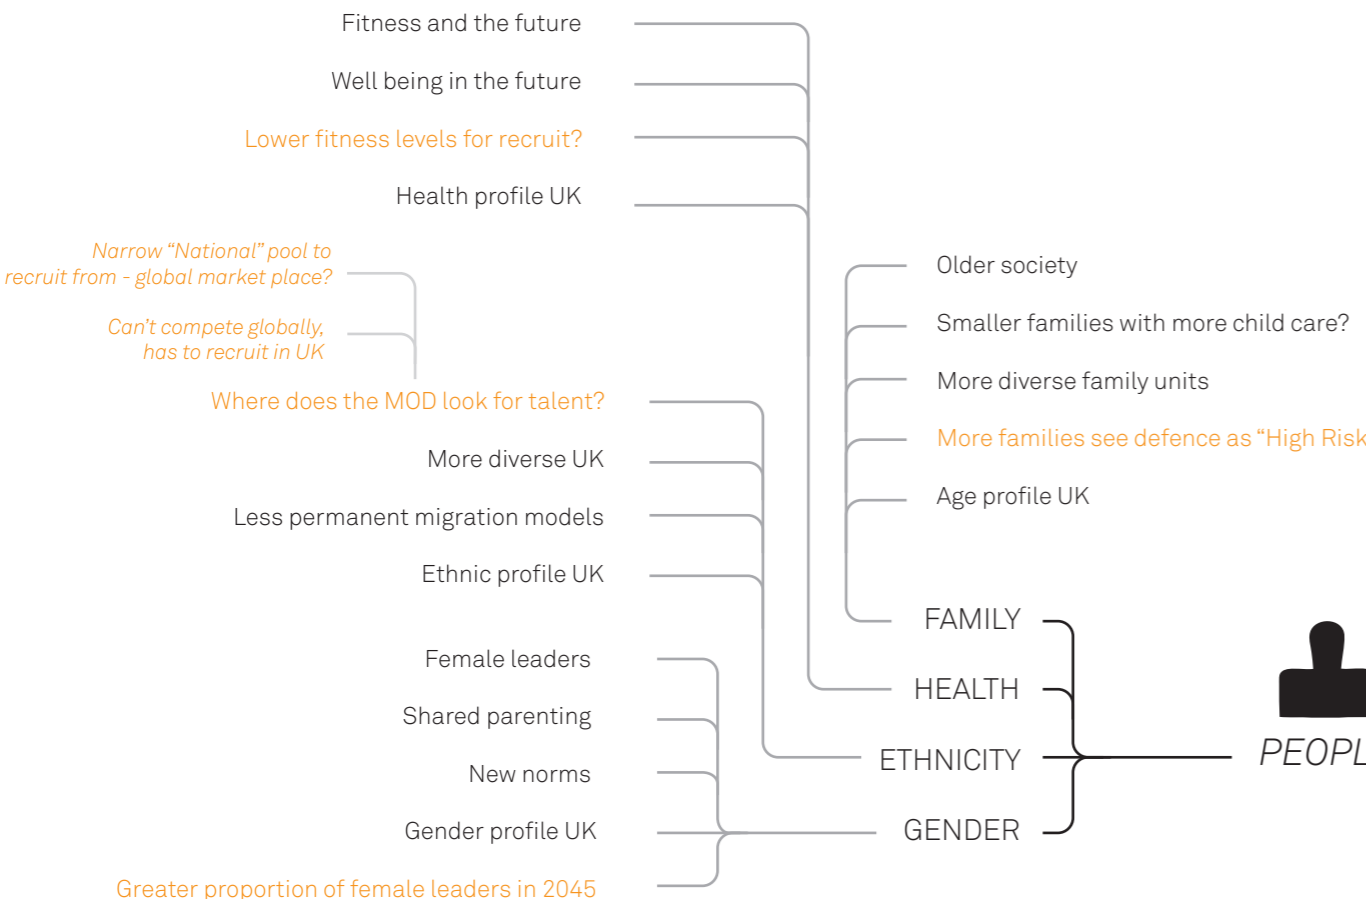 Fitness and the future
Well being in the future
Lower fitness levels for recruit?
Health profile UK
Narrow “National” pool to
recruit from - global market place?
Can’t compete globally,
has to recruit in UK
Where does the MOD look for talent?
More diverse UK
Less permanent migration models
Ethnic profile UK
Female leaders
Shared parenting
New norms
Gender profile UK
Greater proportion of female leaders in 2045
Older society
Smaller families with more child care?
More diverse family units
More families see defence as “High Risk
Age profile UK
FAMILY
HEALTH
ETHNICITY
GENDER
PEOPL